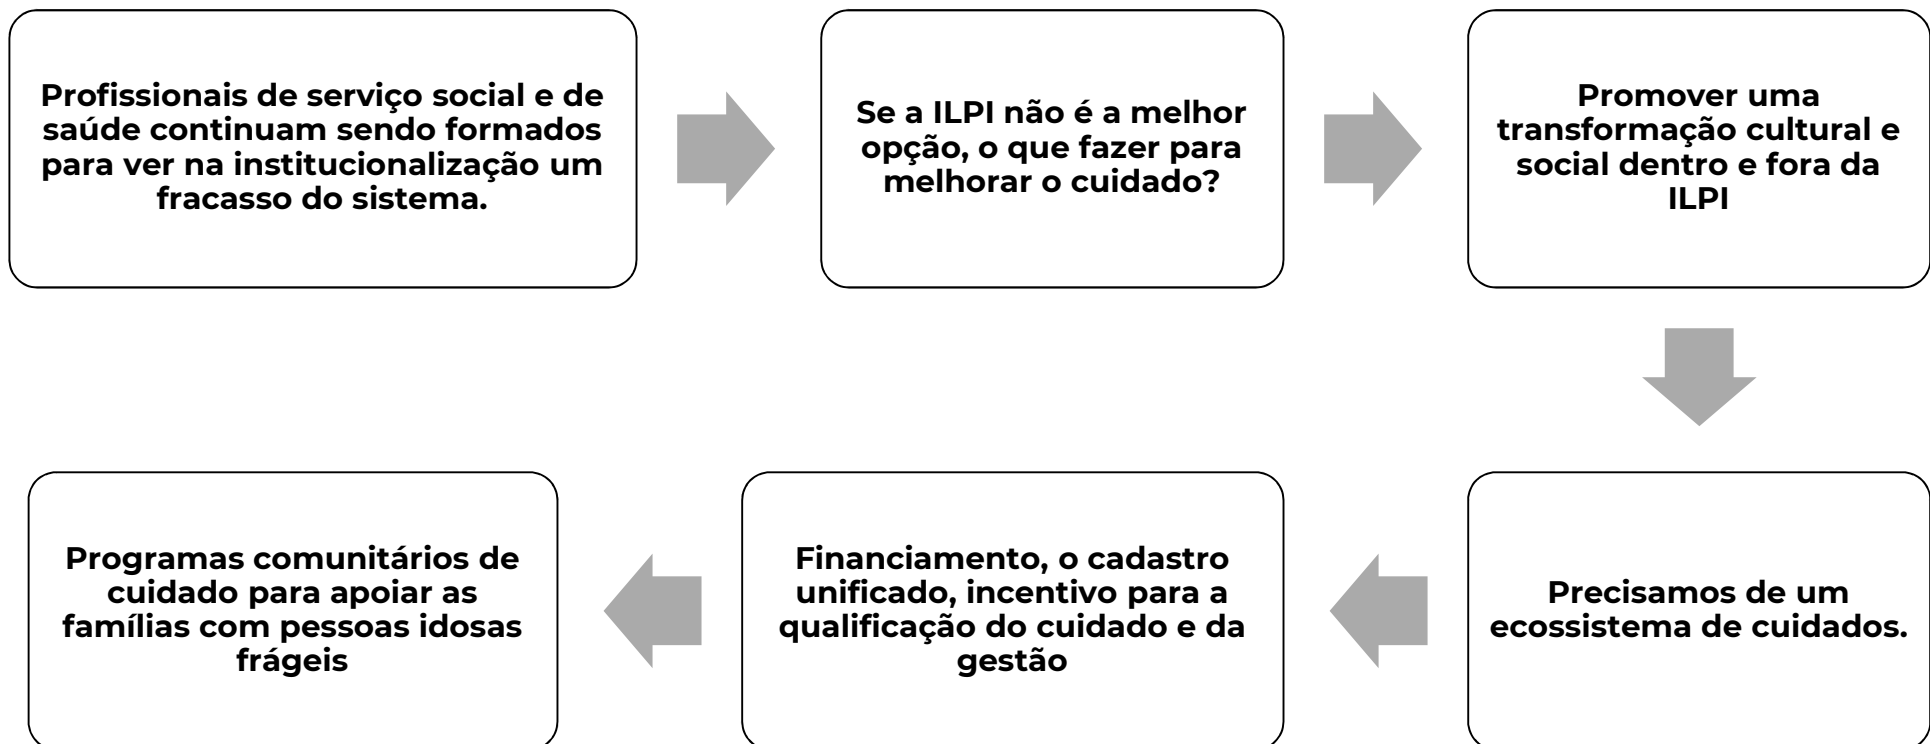 Profissionais de serviço social e de
saúde continuam sendo formados
para ver na institucionalização um
fracasso do sistema.
Se a ILPI não é a melhor
opção, o que fazer para
melhorar o cuidado?
Promover uma
transformação cultural e
social dentro e fora da
ILPI
Precisamos de um
ecossistema de cuidados.
Financiamento, o cadastro
unificado, incentivo para a
qualificação do cuidado e da
gestão
Programas comunitários de
cuidado para apoiar as
famílias com pessoas idosas
frágeis